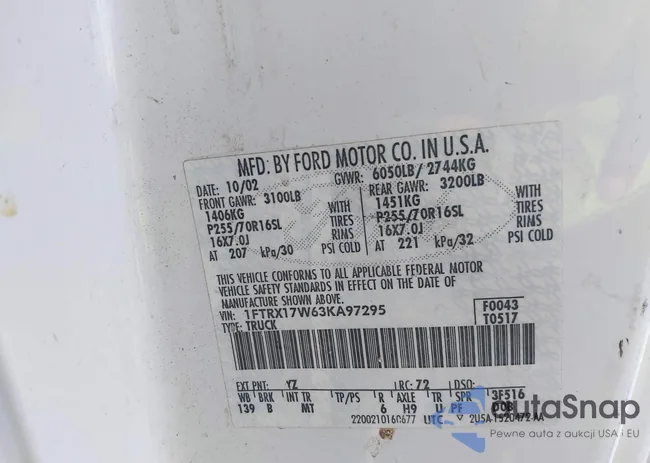 MFD. BY FORD MOTOR CO. IN U.S.A.
DATE: 10/02 GVWR: 6050LB/ 2744KG
FRONT GAWR: 3100LB REAR GAWR: 3200LB
1406KG WITH 1451KG WITH
P255/70R16SL TIRES P255/70R16SL TIRES
16X7.0J RIMS 16X7.0J RIMS
AT 207 kPa/30 PSI COLD AT 221 kPa/32 PSI COLD
THIS VEHICLE CONFORMS TO ALL APPLICABLE FEDERAL MOTOR
VEHICLE SAFETY STANDARDS IN EFFECT ON THE DATE OF
MANUFACTURE SHOWN ABOVE.
VIN: 1FTRX17W63KA97295 F0043
TYPE: TRUCK T0517
EXT PNT: YZ RC: 72 DSO:
WB BRK INT TR TP/PS R AXLE TR SPR 3F516
139 B MT 6 H9 U PF
UTC
AutaSnap
Pewne auta z aukcji USA i EU